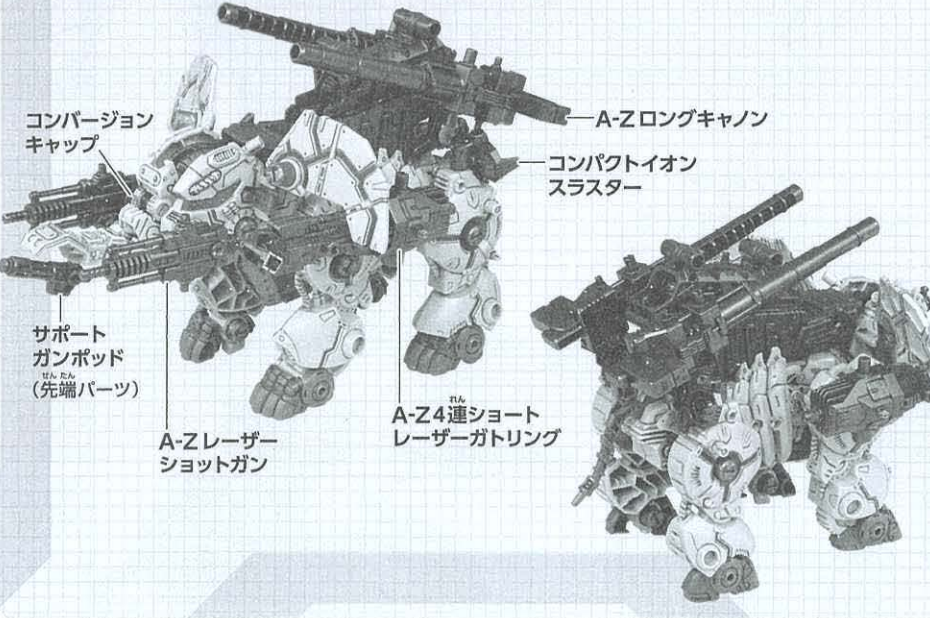 コンバージョン
キャップ
A-Z ロングキャノン
コンパクトイオン
スラスター
サポート
ガンポッド
せんたん
(先端パーツ)
れん
A-Z 4連ショート
レーザーガトリング
A-Z レーザー
ショットガン